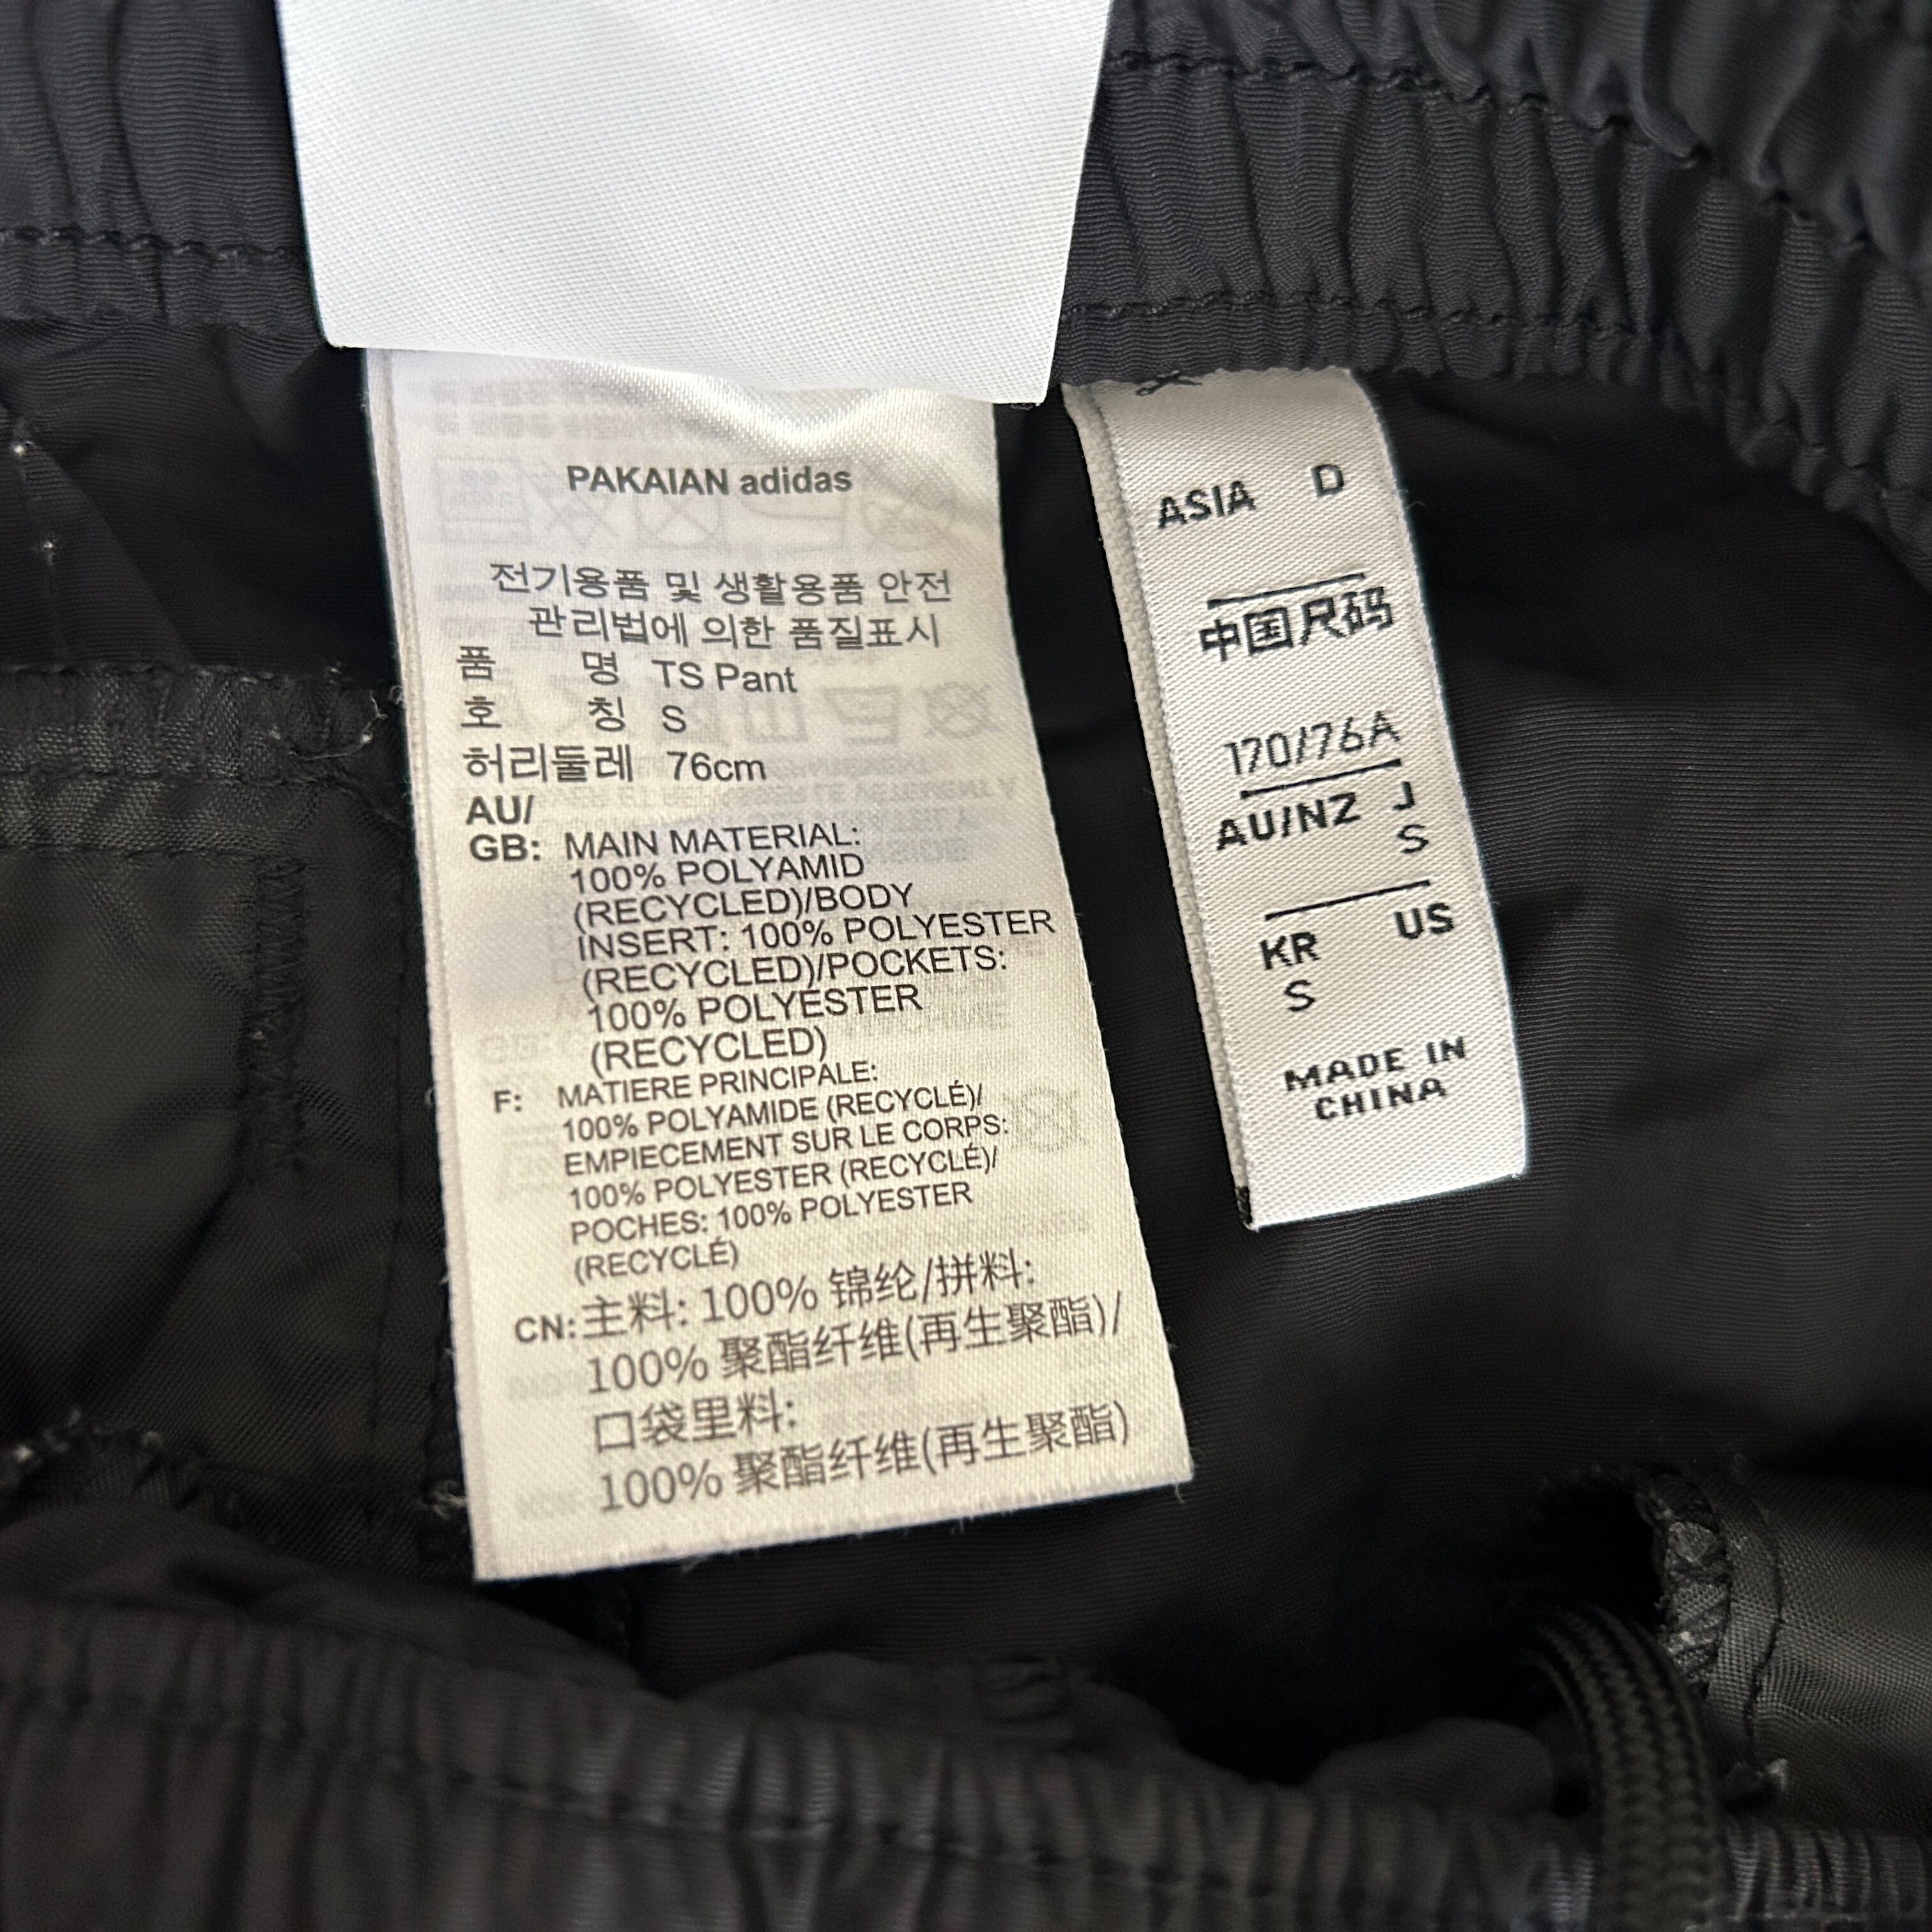 PAKAIAN adidas
전기용품 및 생활용품 안전
관리법에 의한 품질표시
품 명 TS Pant
호 칭 S
허리둘레 76cm
AU/
GB: MAIN MATERIAL:
100% POLYAMID
(RECYCLED)/BODY
INSERT: 100% POLYESTER
(RECYCLED)/POCKETS:
100% POLYESTER
(RECYCLED)
F: MATIERE PRINCIPALE:
100% POLYAMIDE (RECYCLÉ)/
EMPIECEMENT SUR LE CORPS:
100% POLYESTER (RECYCLÉ)/
POCHES: 100% POLYESTER
(RECYCLÉ)
CN: 主料: 100% 锦纶/拼料:
100% 聚酯纤维(再生聚酯)/
口袋里料:
100% 聚酯纤维(再生聚酯)
ASIA D
中国尺码
170/76A
AU/NZ J
S
KR US
S
MADE IN
CHINA